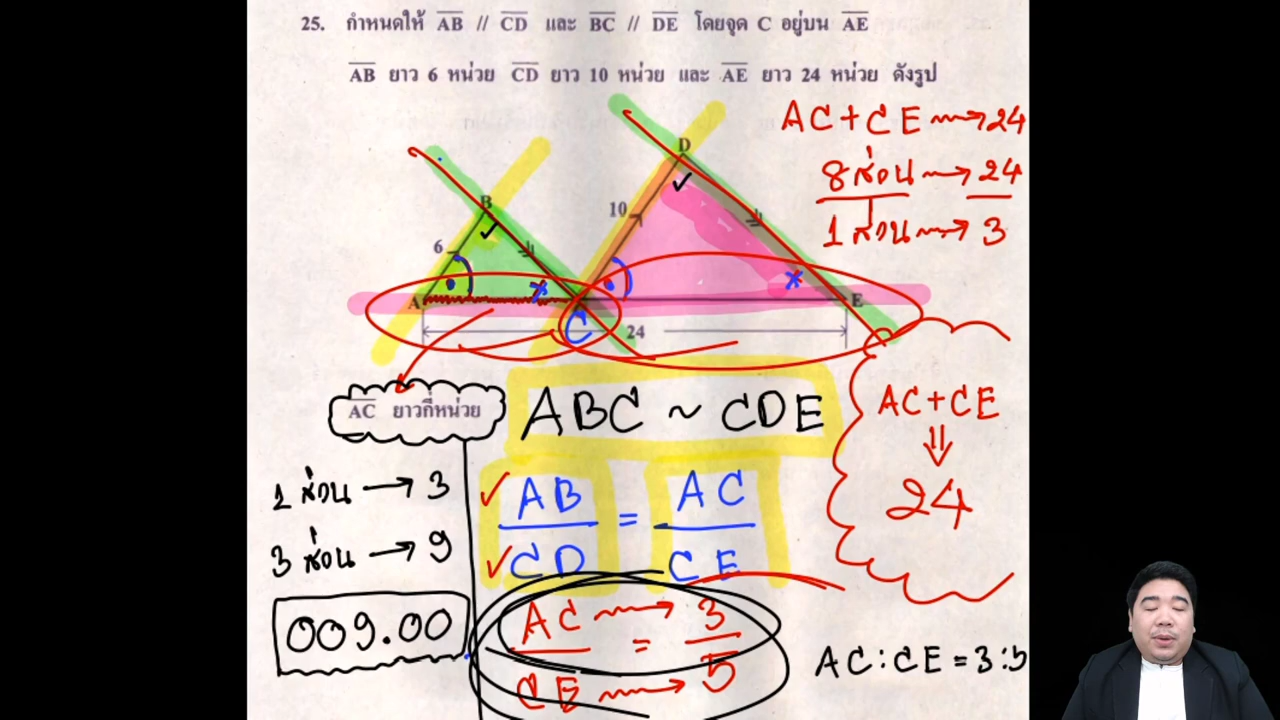 25. กำหนดให้ AB // CD และ BC // DE โดยจุด C อยู่บน AE
AB ยาว 6 หน่วย CD ยาว 10 หน่วย และ AE ยาว 24 หน่วย ดังรูป
AC + CE → 24
8 ส่วน → 24
1 ส่วน → 3
D
B
10
6
A
E
C
24
AC ยาวกี่หน่วย
ABC ~ CDE
AC + CE
⇓
24
1 ส่วน → 3
3 ส่วน → 9
009.00
AB = AC
CD CE
AC → 3
=
CE → 5
AC : CE = 3 : 5